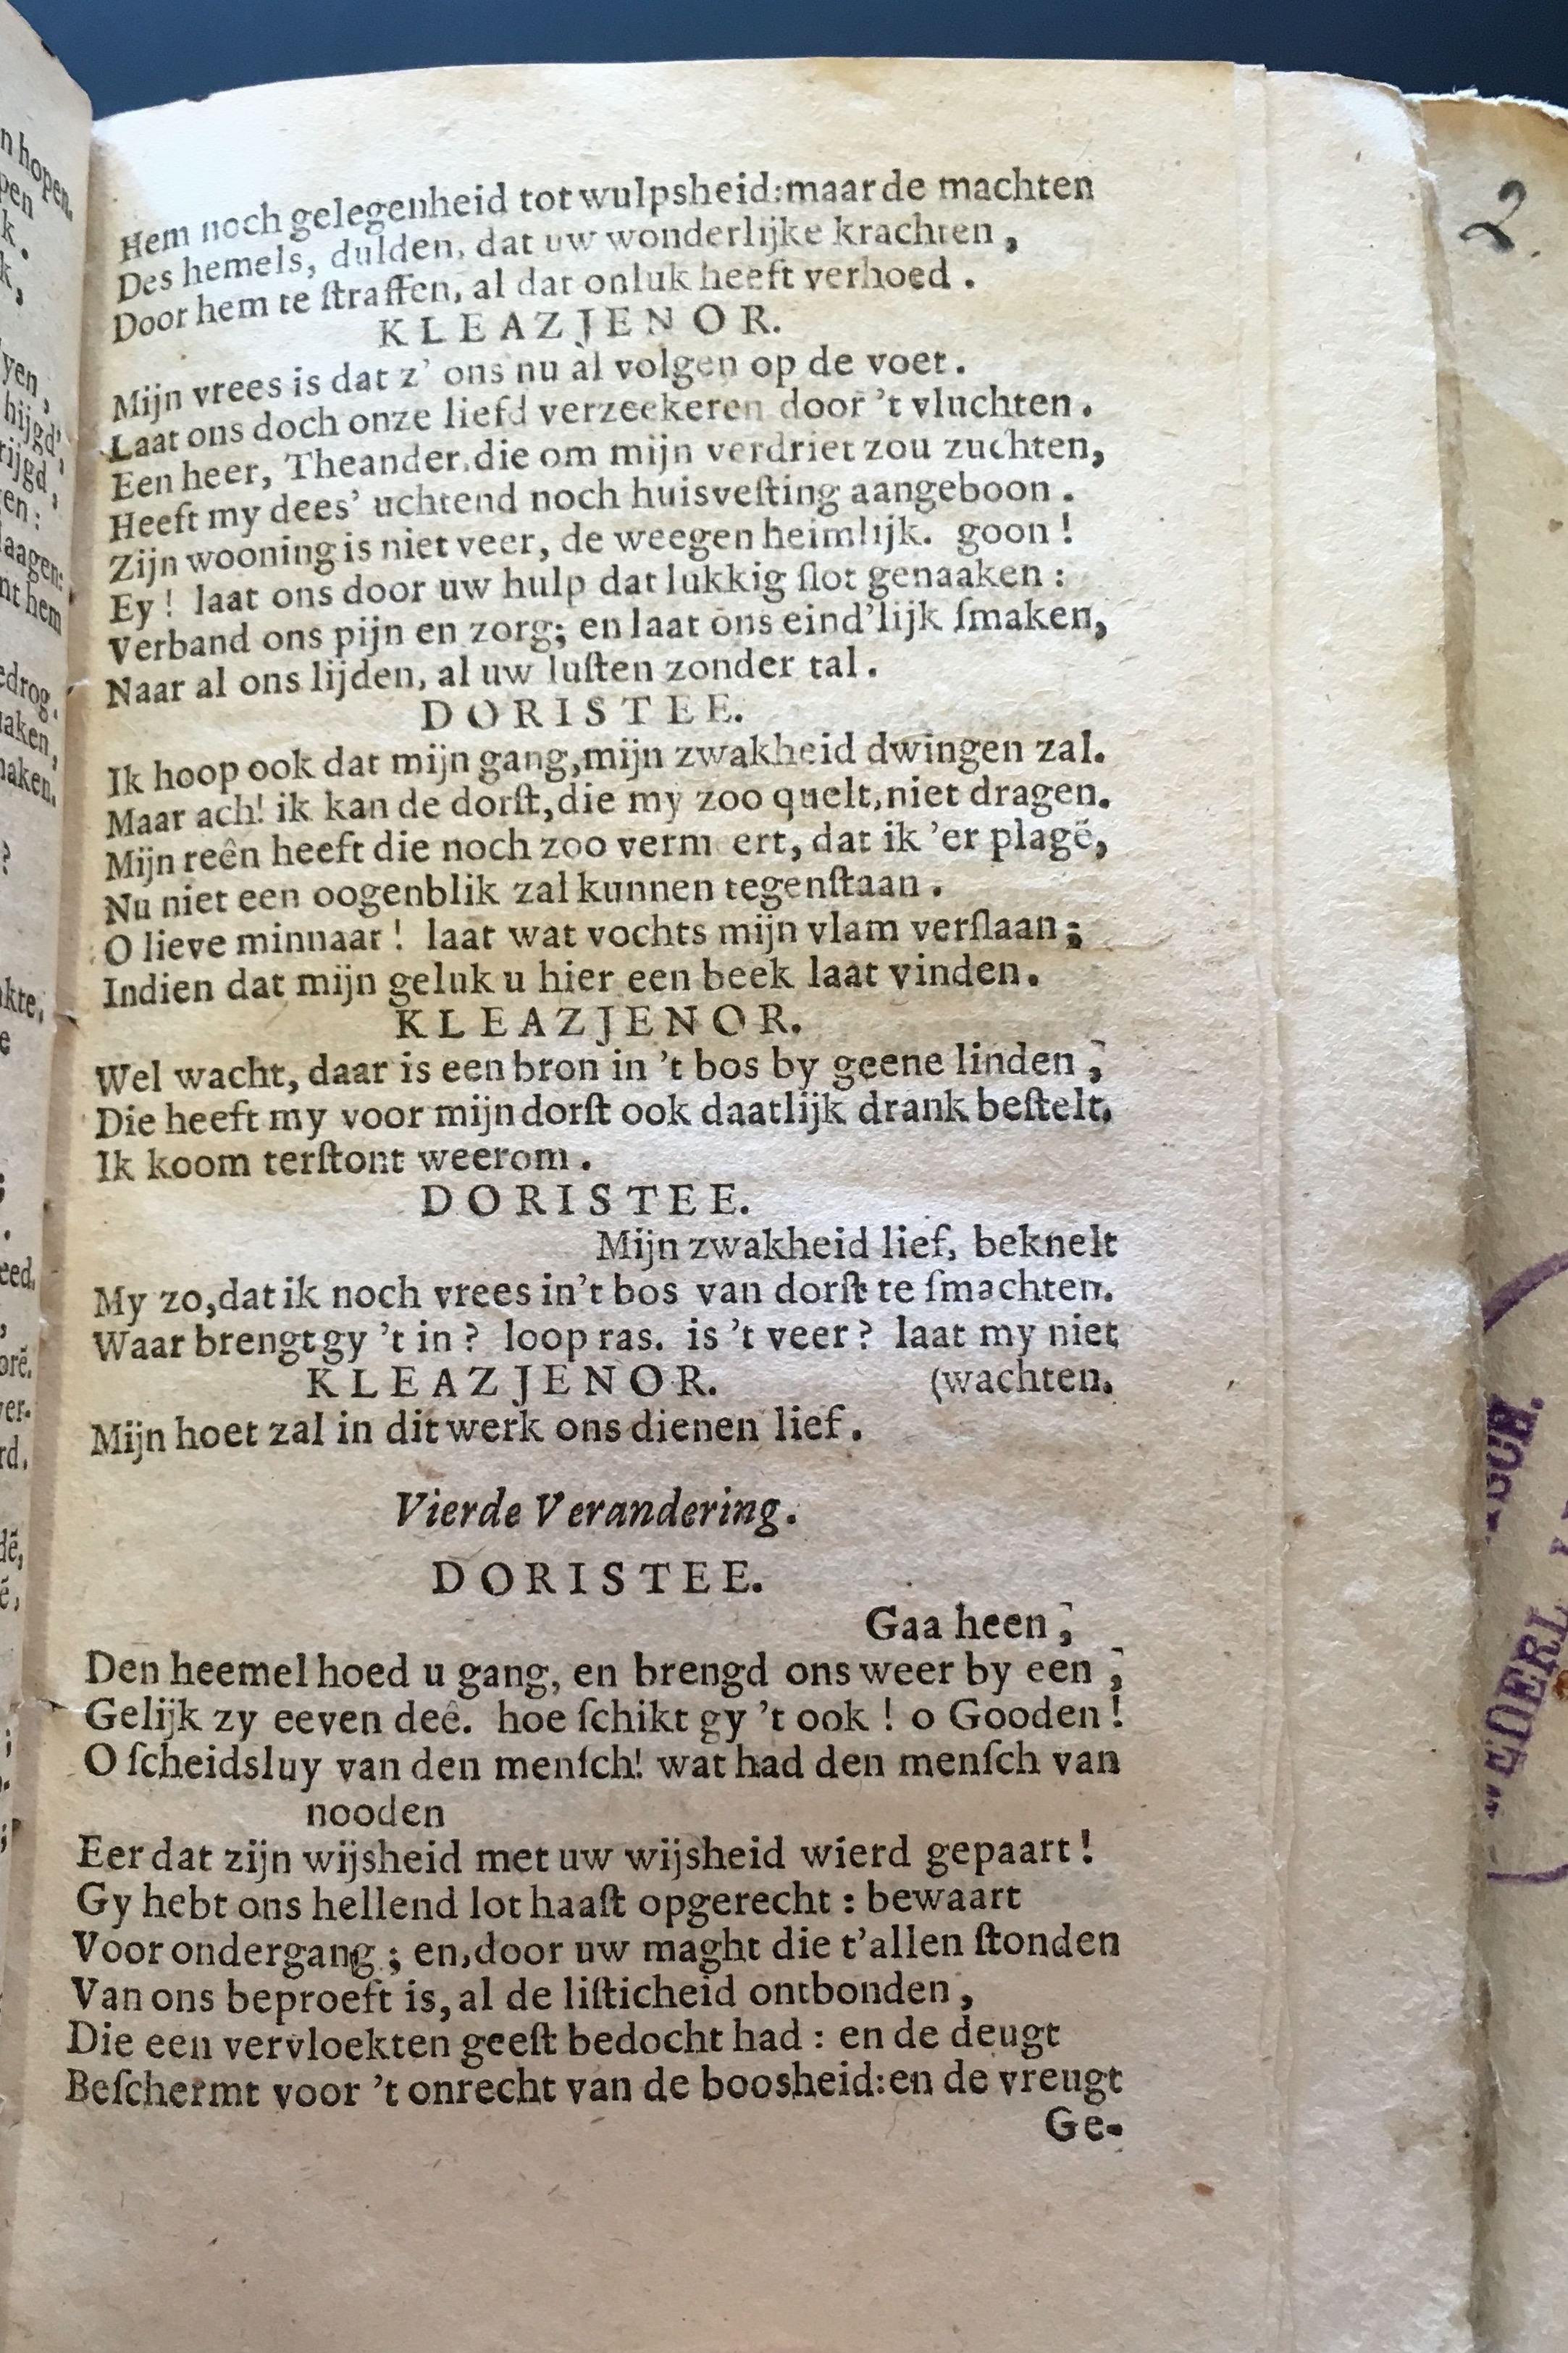 Hem noch gelegenheid tot wulpsheid: maar de machten
Des hemels, dulden, dat uw wonderlijke krachten,
Door hem te ſtraffen, al dat onluk heeft verhoed.
KLEAZJENOR.
Mijn vrees is dat z' ons nu àl volgen op de voet.
Laat ons doch onze liefd verzeekeren door 't vluchten.
Een heer, Theander, die om mijn verdriet zou zuchten,
Heeft my dees' uchtend noch huisveſting aangeboon.
Zijn wooning is niet veer, de weegen heimlijk. goon!
Ey! laat ons door uw hulp dat lukkig ſlot genaaken:
Verband ons pijn en zorg; en laat ons eind'lijk ſmaken,
Naar al ons lijden, al uw luſten zonder tal.
DORISTEE.
Ik hoop ook dat mijn gang, mijn zwakheid dwingen zal.
Maar ach! ik kan de dorſt, die my zoo quelt, niet dragen.
Mijn reên heeft die noch zoo verm ert, dat ik 'er plagē,
Nu niet een oogenblik zal kunnen tegenſtaan.
O lieve minnaar! laat wat vochts mijn vlam verſlaan;
Indien dat mijn geluk u hier een beek laat vinden.
KLEAZJENOR.
Wel wacht, daar is een bron in 't bos by geene linden,
Die heeft my voor mijn dorſt ook daatlijk drank beſtelt.
Ik koom terſtont weerom.
DORISTEE.
Mijn zwakheid lief, beknelt
My zo, dat ik noch vrees in't bos van dorſt te ſmachten.
Waar brengt gy 't in? loop ras. is 't veer? laat my niet
KLEAZJENOR. (wachten.
Mijn hoet zal in dit werk ons dienen lief.
Vierde Verandering.
DORISTEE.
Gaa heen,
Den heemel hoed u gang, en brengd ons weer by een,
Gelijk zy eeven deê. hoe ſchikt gy 't ook! o Gooden!
O ſcheidsluy van den menſch! wat had den menſch van
nooden
Eer dat zijn wijsheid met uw wijsheid wierd gepaart!
Gy hebt ons hellend lot haaſt opgerecht: bewaart
Voor ondergang; en, door uw maght die t'allen ſtonden
Van ons beproeft is, al de liſticheid ontbonden,
Die een vervloekten geeſt bedocht had: en de deugt
Beſchermt voor 't onrecht van de boosheid: en de vreugt
Ge-
2.